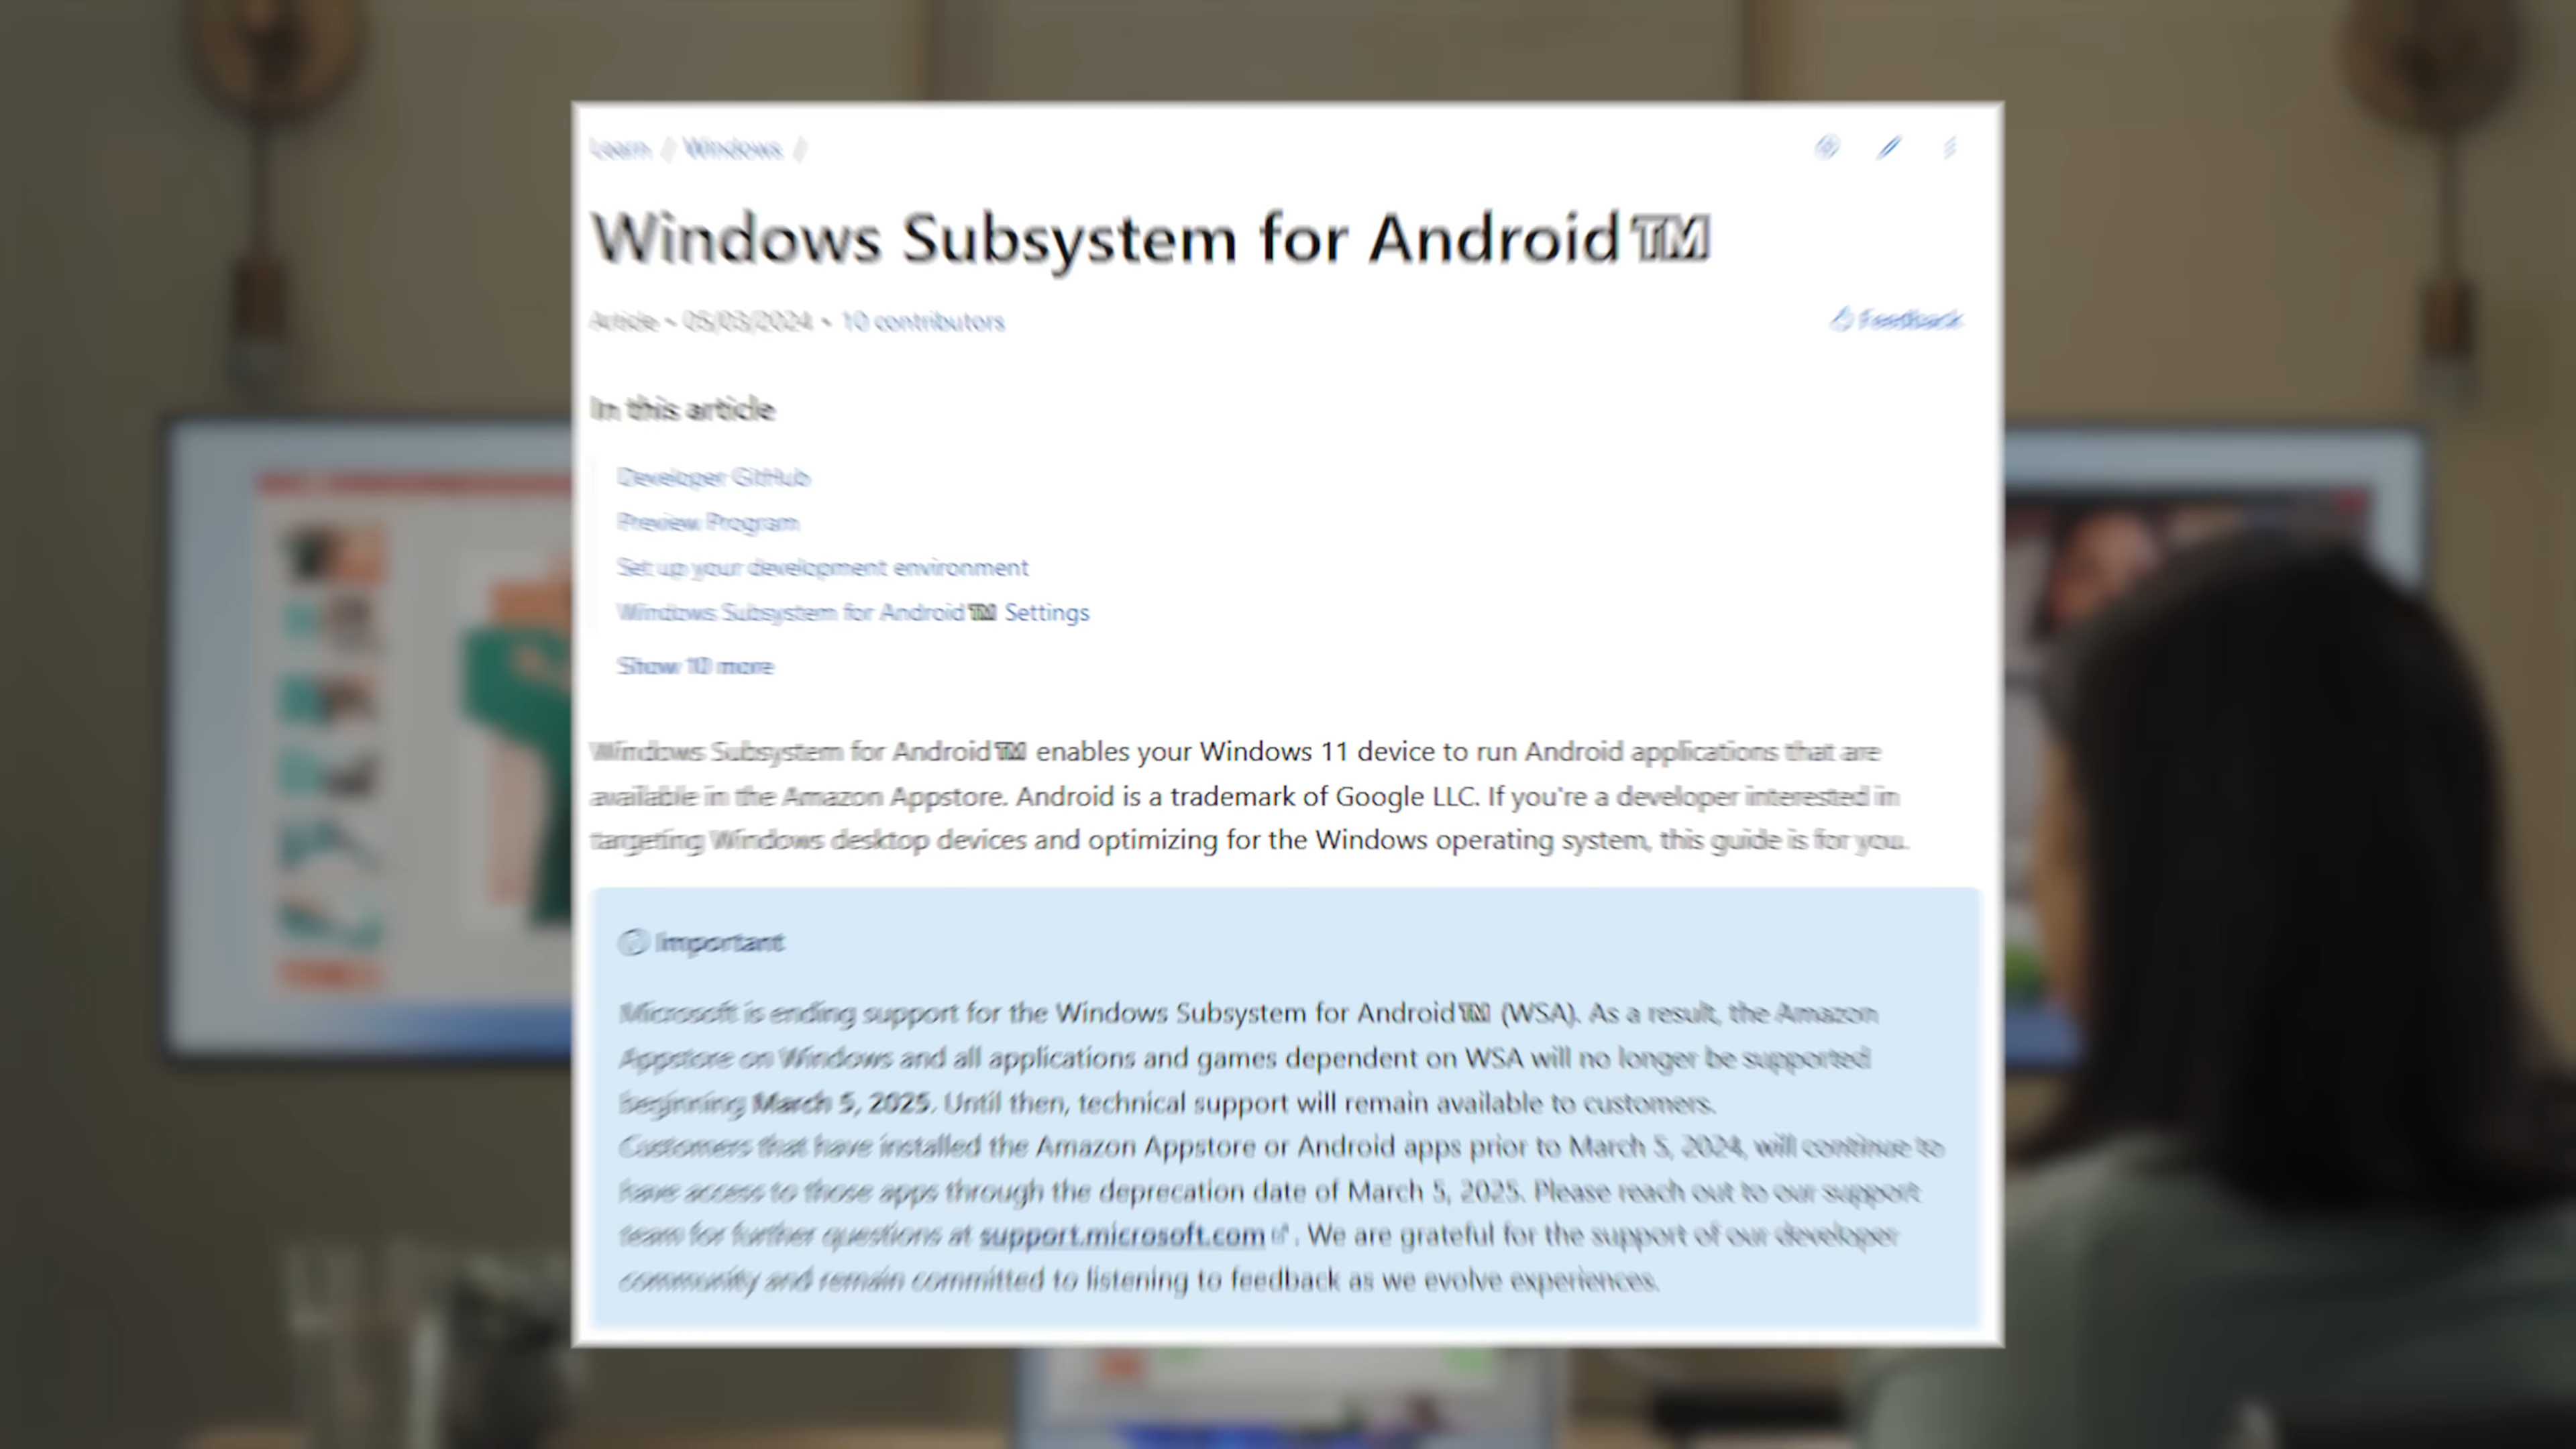 Learn / Windows /
Windows Subsystem for Android™
Article • 05/03/2024 • 10 contributors
Feedback
In this article
Developer GitHub
Preview Program
Set up your development environment
Windows Subsystem for Android™ Settings
Show 10 more
Windows Subsystem for Android™ enables your Windows 11 device to run Android applications that are
available in the Amazon Appstore. Android is a trademark of Google LLC. If you're a developer interested in
targeting Windows desktop devices and optimizing for the Windows operating system, this guide is for you.
Important
Microsoft is ending support for the Windows Subsystem for Android™ (WSA). As a result, the Amazon
Appstore on Windows and all applications and games dependent on WSA will no longer be supported
beginning March 5, 2025. Until then, technical support will remain available to customers.
Customers that have installed the Amazon Appstore or Android apps prior to March 5, 2024, will continue to
have access to those apps through the deprecation date of March 5, 2025. Please reach out to our support
team for further questions at support.microsoft.com . We are grateful for the support of our developer
community and remain committed to listening to feedback as we evolve experiences.